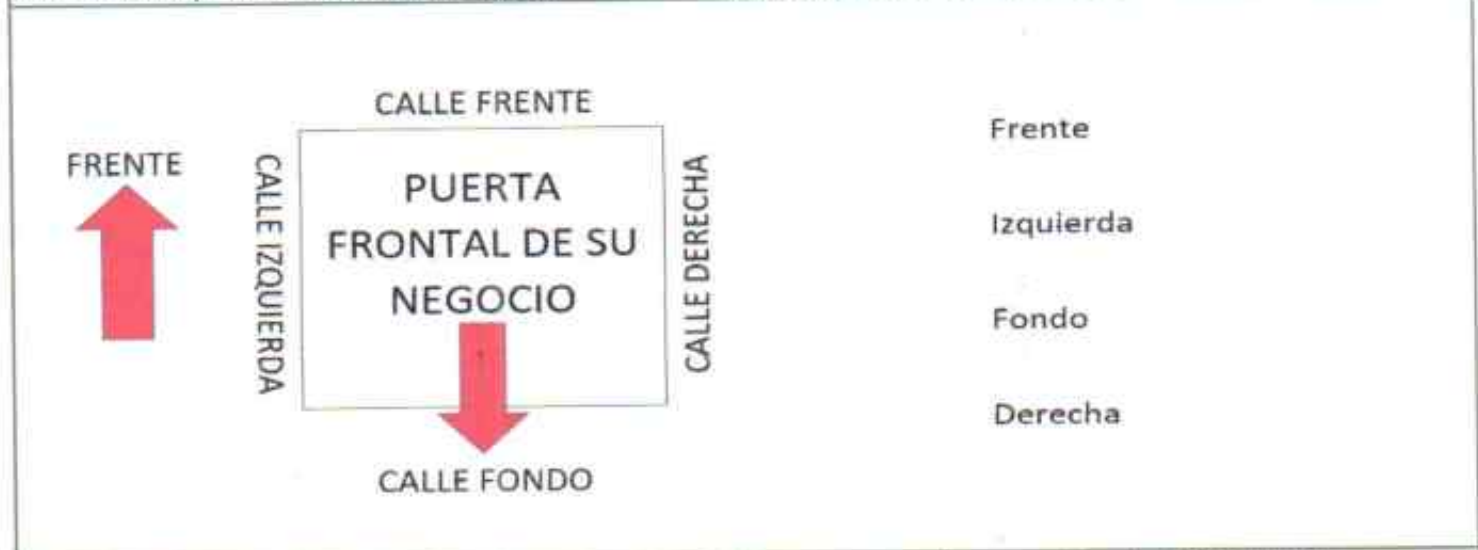 CALLE FRENTE
FRENTE
CALLE IZQUIERDA
PUERTA
FRONTAL DE SU
NEGOCIO
CALLE DERECHA
CALLE FONDO
Frente
Izquierda
Fondo
Derecha